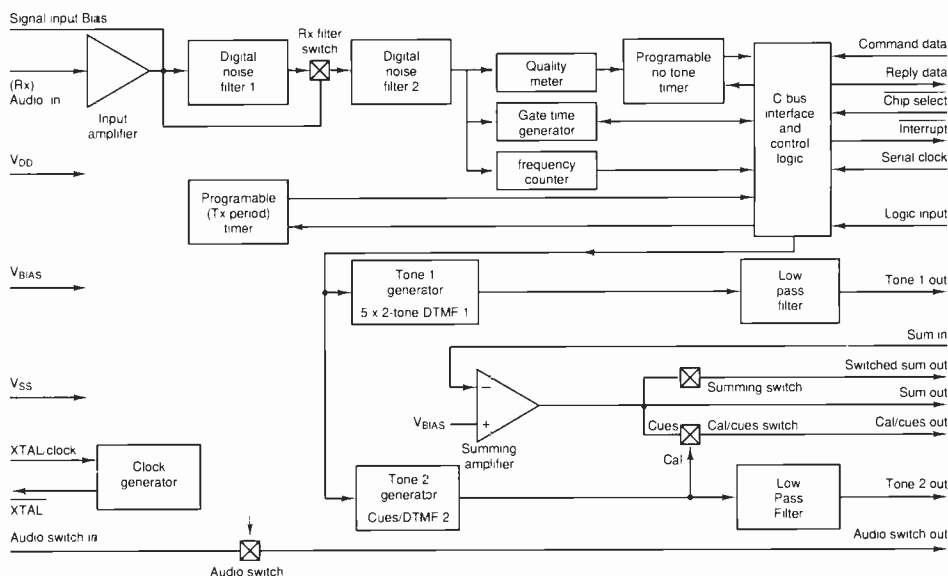 Signal input Bias
(Rx)
Audio in
Input
amplifier
Digital
noise
filter 1
Rx filter
switch
Digital
noise
filter 2
Quality
meter
Programable
no tone
timer
Gate time
generator
frequency
counter
C bus
interface
and
control
logic
Command data
Reply data
Chip select
Interrupt
Serial clock
Logic input
VDD
Programable
(Tx period)
timer
VBIAS
Tone 1
generator
5 x 2-tone DTMF 1
Low
pass
filter
Tone 1 out
Sum in
Switched sum out
Summing switch
Sum out
VSS
−
VBIAS
+
Summing
amplifier
Cues
Cal/cues switch
Cal/cues out
Cal
XTAL/clock
Clock
generator
XTAL
Tone 2
generator
Cues/DTMF 2
Low
Pass
Filter
Tone 2 out
Audio switch in
Audio switch
Audio switch out